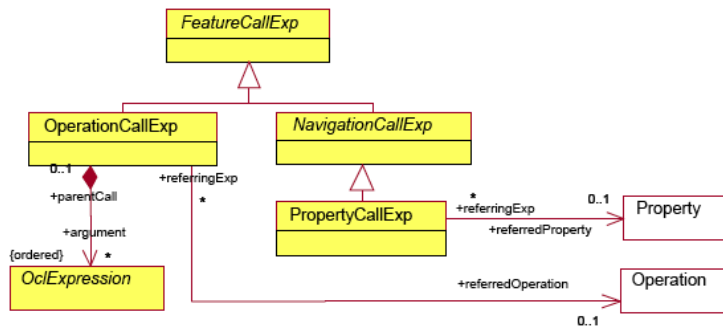 FeatureCallExp
OperationCallExp
NavigationCallExp
0..1
+parentCall
+referringExp
*
PropertyCallExp
*
+referringExp
0..1
+referredProperty
Property
+argument
{ordered}
*
OclExpression
+referredOperation
0..1
Operation